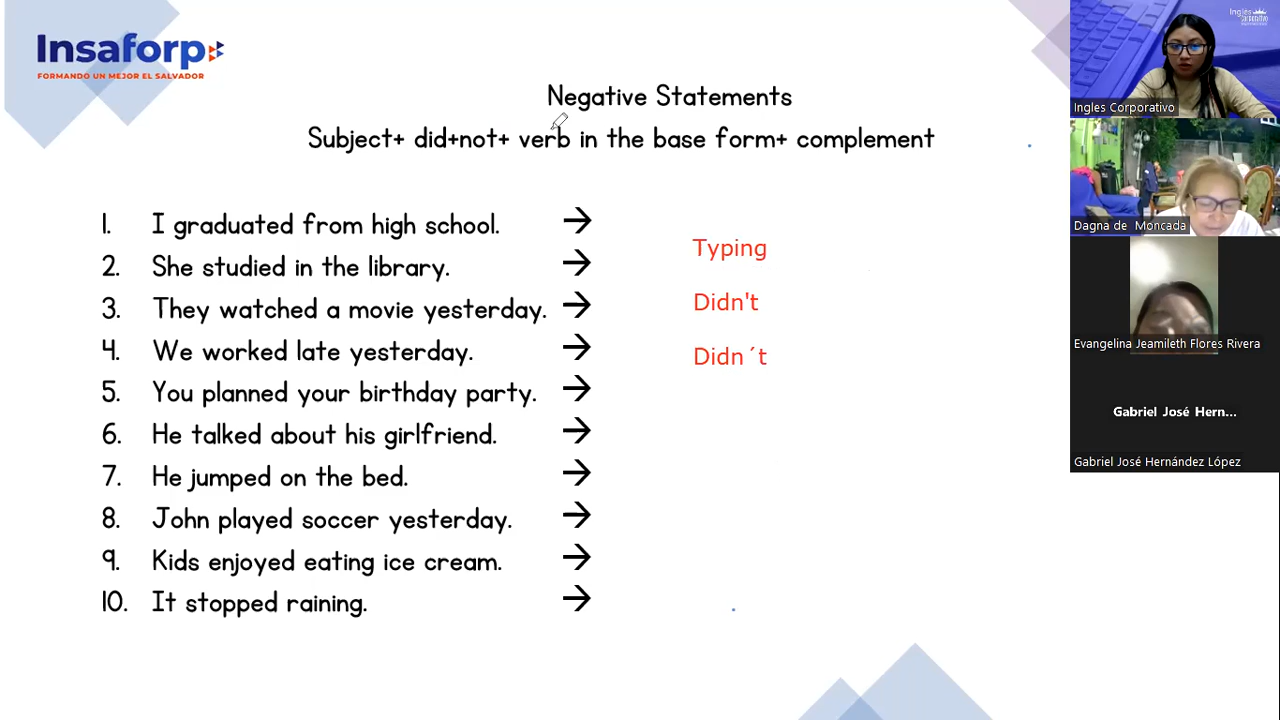 Insaforp
FORMANDO UN MEJOR EL SALVADOR
Negative Statements
Subject+ did+not+ verb in the base form+ complement
1. I graduated from high school. →
2. She studied in the library. →
3. They watched a movie yesterday. →
4. We worked late yesterday. →
5. You planned your birthday party. →
6. He talked about his girlfriend. →
7. He jumped on the bed. →
8. John played soccer yesterday. →
9. Kids enjoyed eating ice cream. →
10. It stopped raining. →
Typing
Didn't
Didn´t
Inglés
Ingles Corporativo
Dagna de Moncada
Evangelina Jeamileth Flores Rivera
Gabriel José Hern...
Gabriel José Hernández López